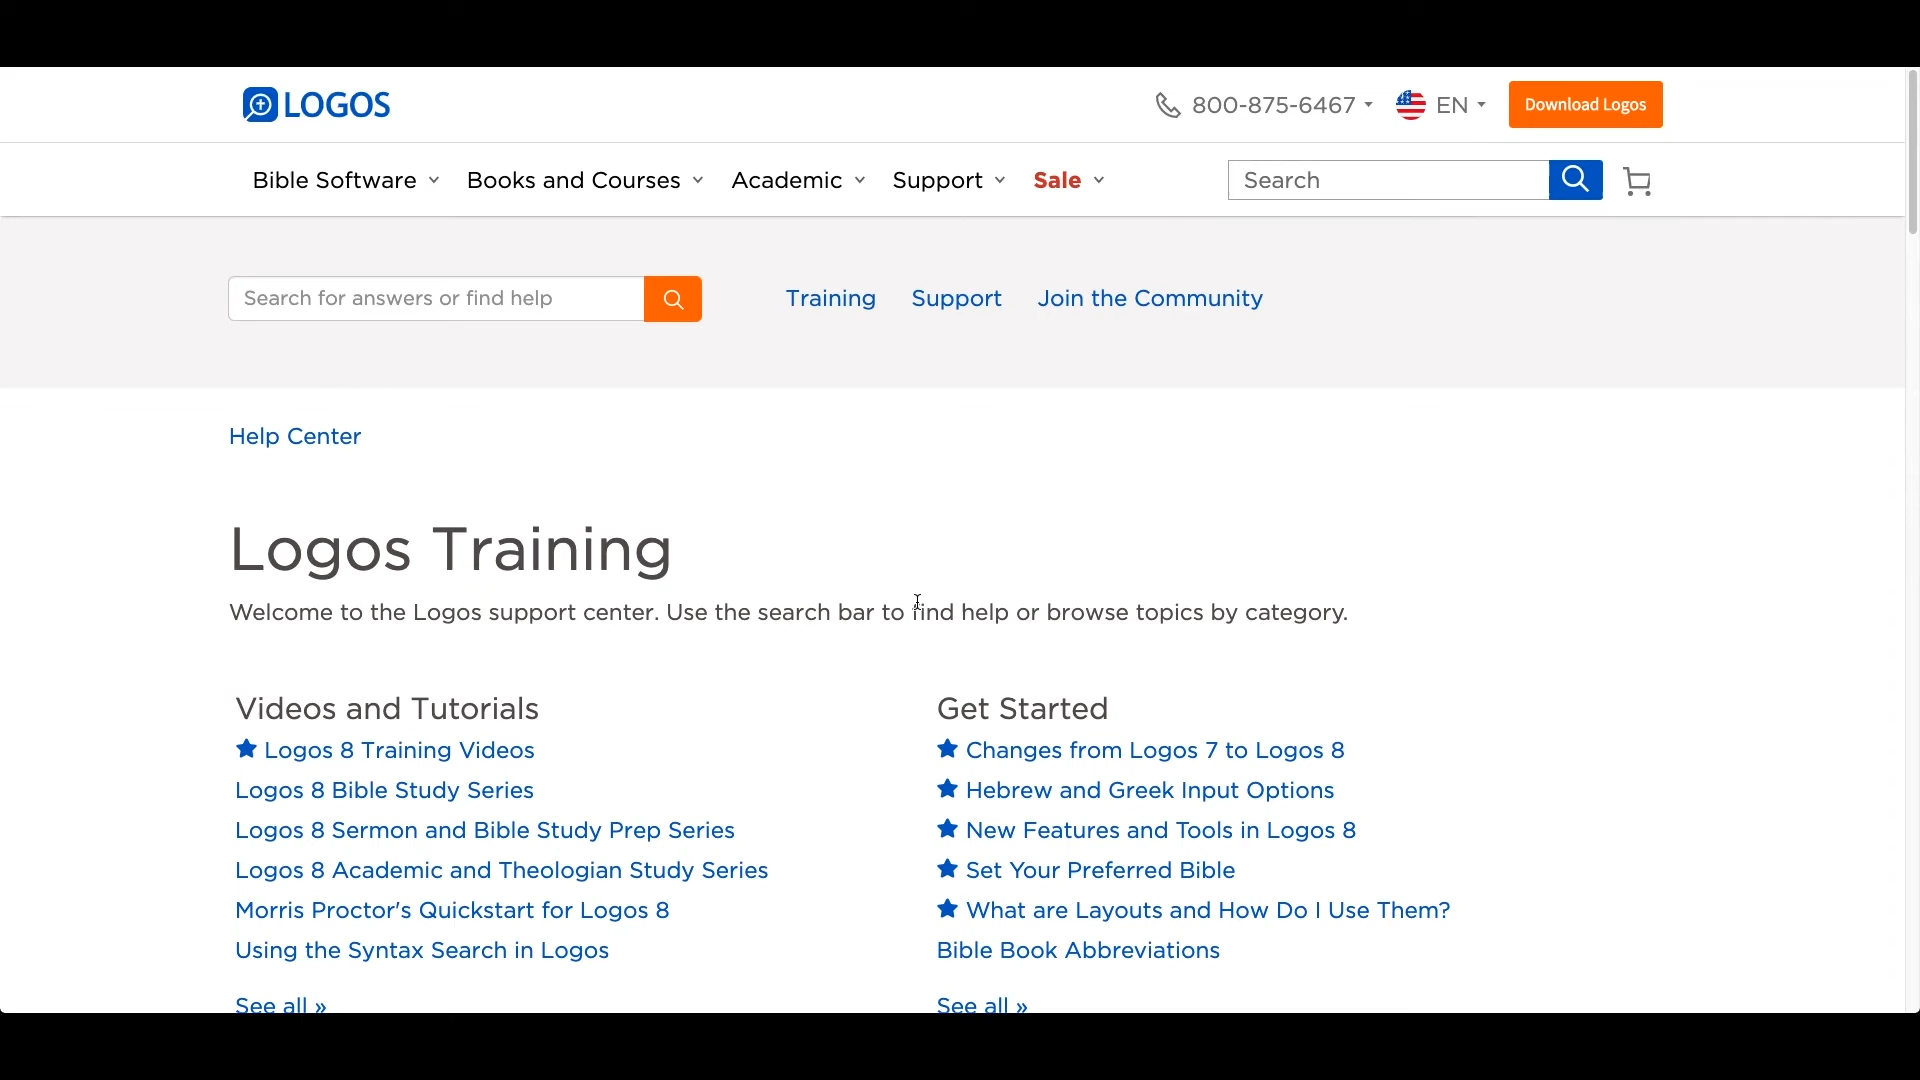 LOGOS
800-875-6467 EN Download Logos
Bible Software Books and Courses Academic Support Sale Search
Search for answers or find help Training Support Join the Community
Help Center
Logos Training
Welcome to the Logos support center. Use the search bar to find help or browse topics by category.
Videos and Tutorials
Logos 8 Training Videos
Logos 8 Bible Study Series
Logos 8 Sermon and Bible Study Prep Series
Logos 8 Academic and Theologian Study Series
Morris Proctor's Quickstart for Logos 8
Using the Syntax Search in Logos
See all »
Get Started
Changes from Logos 7 to Logos 8
Hebrew and Greek Input Options
New Features and Tools in Logos 8
Set Your Preferred Bible
What are Layouts and How Do I Use Them?
Bible Book Abbreviations
See all »